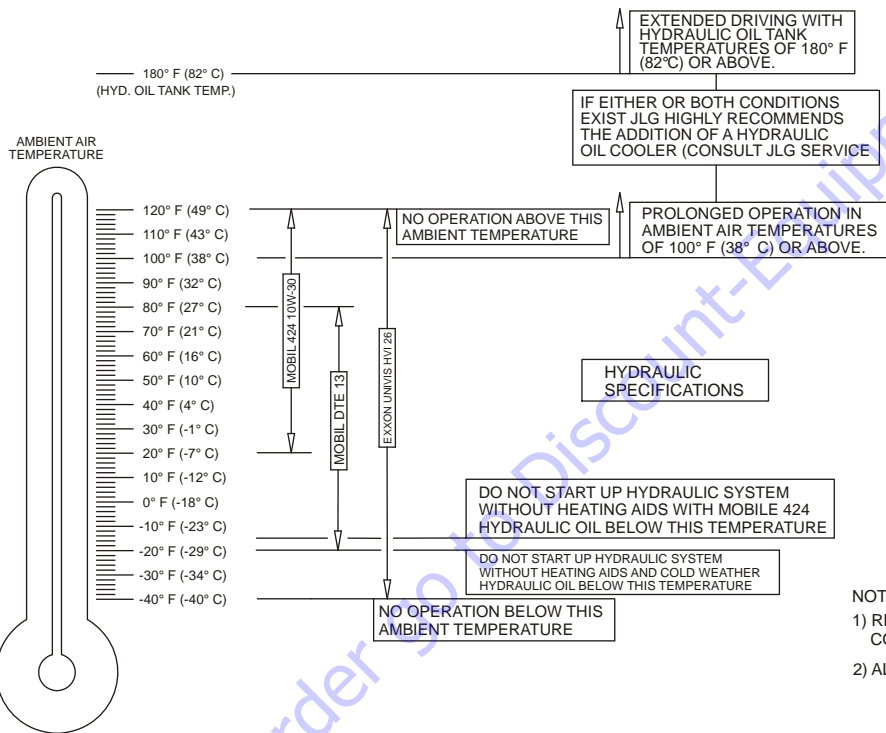 EXTENDED DRIVING WITH
HYDRAULIC OIL TANK
TEMPERATURES OF 180° F
(82°C) OR ABOVE.
180° F (82° C)
(HYD. OIL TANK TEMP.)
IF EITHER OR BOTH CONDITIONS
EXIST JLG HIGHLY RECOMMENDS
THE ADDITION OF A HYDRAULIC
OIL COOLER (CONSULT JLG SERVICE
AMBIENT AIR
TEMPERATURE
120° F (49° C)
110° F (43° C)
100° F (38° C)
90° F (32° C)
80° F (27° C)
70° F (21° C)
60° F (16° C)
50° F (10° C)
40° F (4° C)
30° F (-1° C)
20° F (-7° C)
10° F (-12° C)
0° F (-18° C)
-10° F (-23° C)
-20° F (-29° C)
-30° F (-34° C)
-40° F (-40° C)
MOBIL 424 10W-30
MOBIL DTE 13
EXXON UNIVIS HVI 26
NO OPERATION ABOVE THIS
AMBIENT TEMPERATURE
PROLONGED OPERATION IN
AMBIENT AIR TEMPERATURES
OF 100° F (38° C) OR ABOVE.
HYDRAULIC
SPECIFICATIONS
DO NOT START UP HYDRAULIC SYSTEM
WITHOUT HEATING AIDS WITH MOBILE 424
HYDRAULIC OIL BELOW THIS TEMPERATURE
DO NOT START UP HYDRAULIC SYSTEM
WITHOUT HEATING AIDS AND COLD WEATHER
HYDRAULIC OIL BELOW THIS TEMPERATURE
NO OPERATION BELOW THIS
AMBIENT TEMPERATURE
1)
2)
go to Discount-Equip